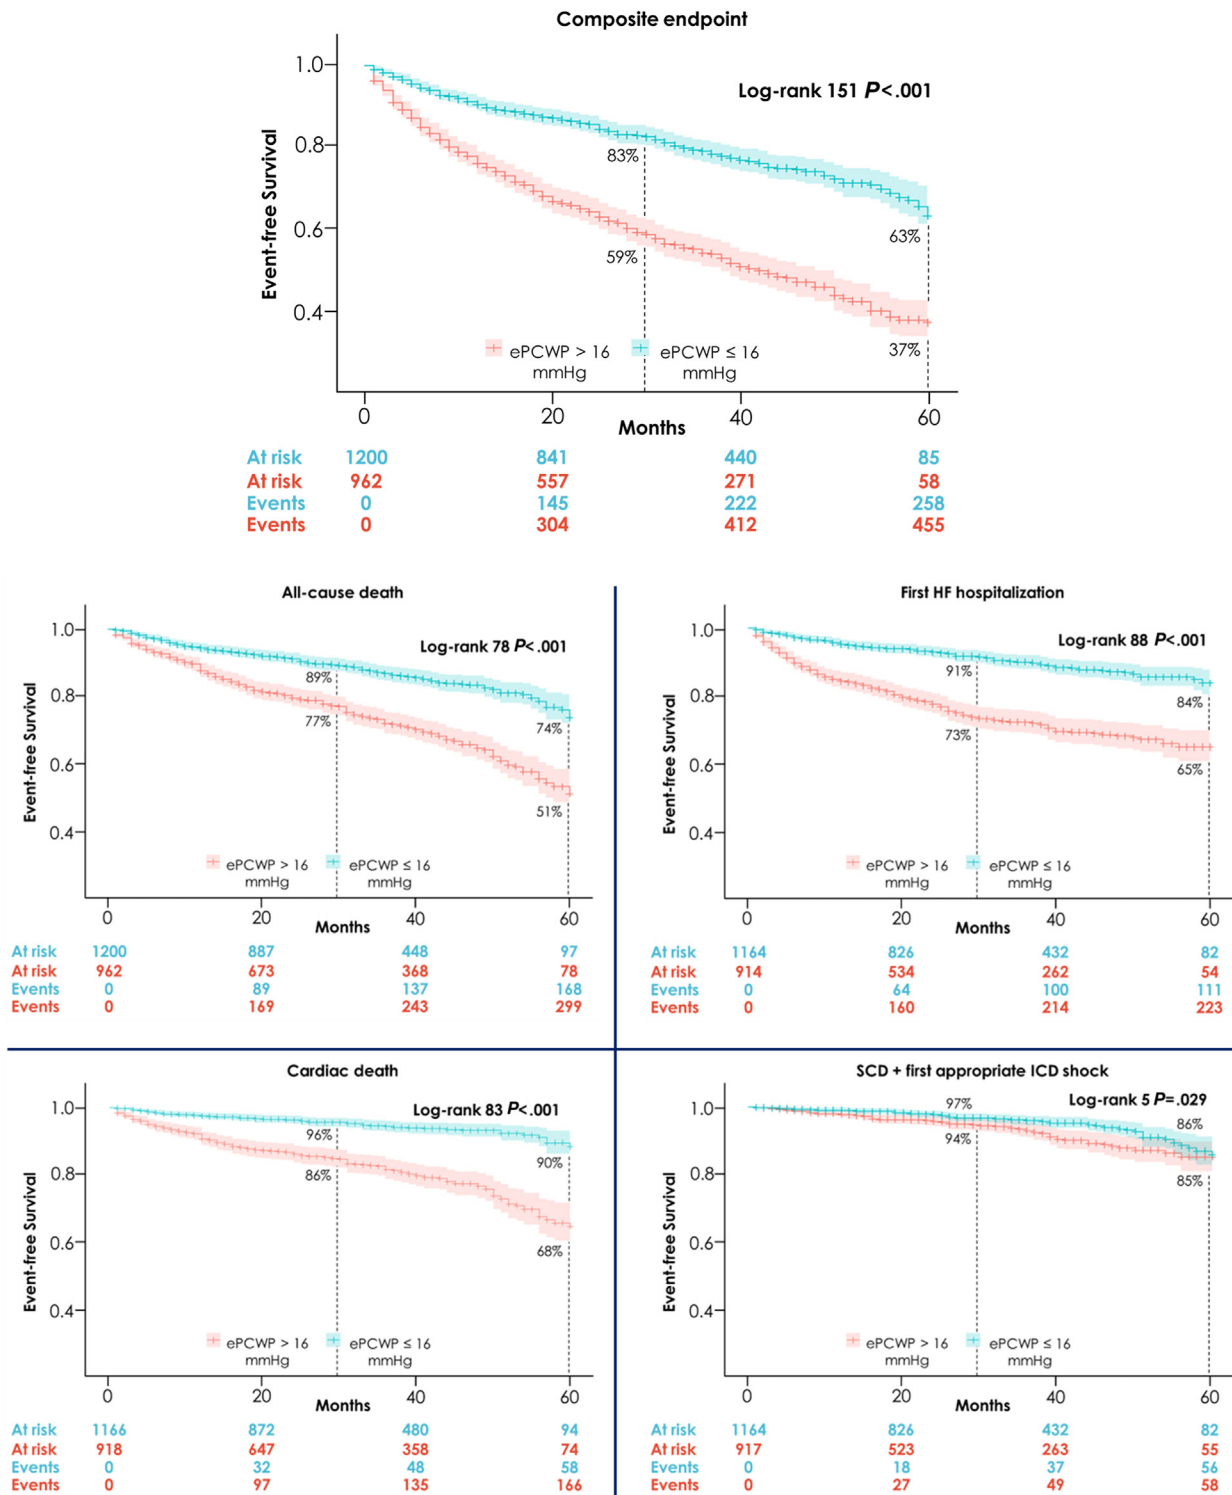 Composite endpoint
Log-rank 151 P<.001
Event-free Survival
1.0
0.8
0.6
0.4
83%
59%
63%
37%
ePCWP > 16 mmHg
ePCWP ≤ 16 mmHg
0 20 40 60
Months
At risk 1200 841 440 85
At risk 962 557 271 58
Events 0 145 222 258
Events 0 304 412 455
All-cause death
Log-rank 78 P<.001
Event-free Survival
1.0
0.8
0.6
0.4
89%
77%
74%
51%
ePCWP > 16 mmHg
ePCWP ≤ 16 mmHg
0 20 40 60
Months
At risk 1200 887 448 97
At risk 962 673 368 78
Events 0 89 137 168
Events 0 169 243 299
First HF hospitalization
Log-rank 88 P<.001
Event-free Survival
1.0
0.8
0.6
0.4
91%
73%
84%
65%
ePCWP > 16 mmHg
ePCWP ≤ 16 mmHg
0 20 40 60
Months
At risk 1164 826 432 82
At risk 914 534 262 54
Events 0 64 100 111
Events 0 160 214 223
Cardiac death
Log-rank 83 P<.001
Event-free Survival
1.0
0.8
0.6
0.4
96%
86%
90%
68%
ePCWP > 16 mmHg
ePCWP ≤ 16 mmHg
0 20 40 60
Months
At risk 1166 872 480 94
At risk 918 647 358 74
Events 0 32 48 58
Events 0 97 135 166
SCD + first appropriate ICD shock
Log-rank 5 P=.029
Event-free Survival
1.0
0.8
0.6
0.4
97%
94%
86%
85%
ePCWP > 16 mmHg
ePCWP ≤ 16 mmHg
0 20 40 60
Months
At risk 1164 826 432 82
At risk 917 523 263 55
Events 0 18 37 56
Events 0 27 49 58